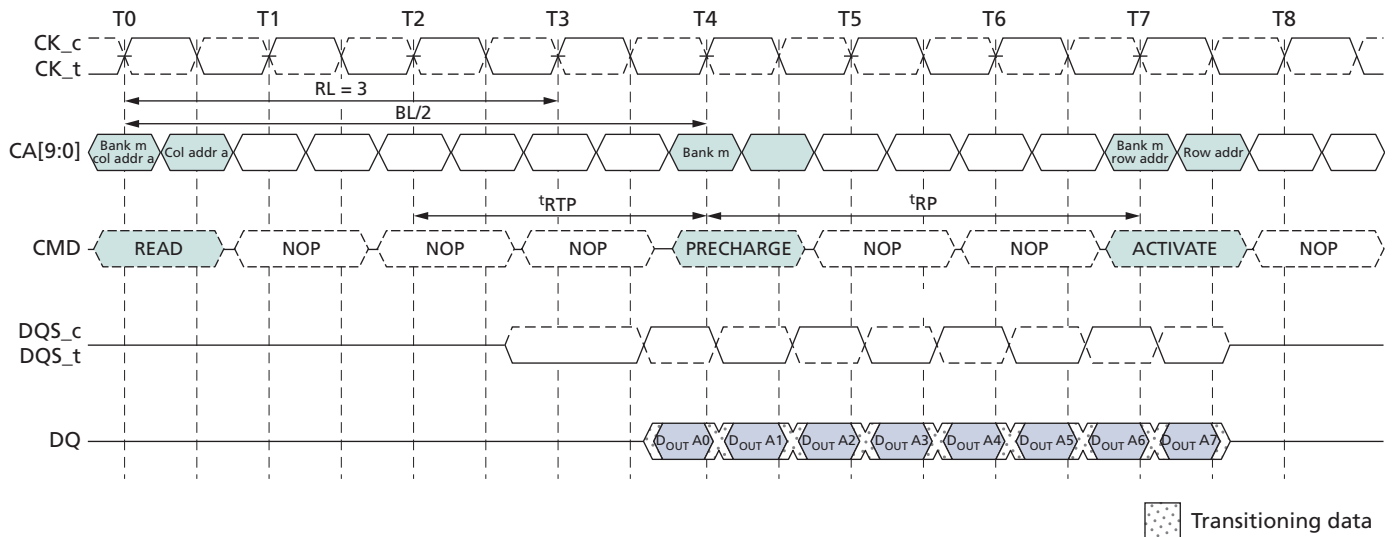 T0 T1 T2 T3 T4 T5 T6 T7 T8
CK_c
CK_t
RL = 3
BL/2
CA[9:0] Bank m col addr a Col addr a Bank m Bank m row addr Row addr
tRTP tRP
CMD READ NOP NOP NOP PRECHARGE NOP NOP ACTIVATE NOP
DQS_c
DQS_t
DQ DOUT A0 DOUT A1 DOUT A2 DOUT A3 DOUT A4 DOUT A5 DOUT A6 DOUT A7
Transitioning data